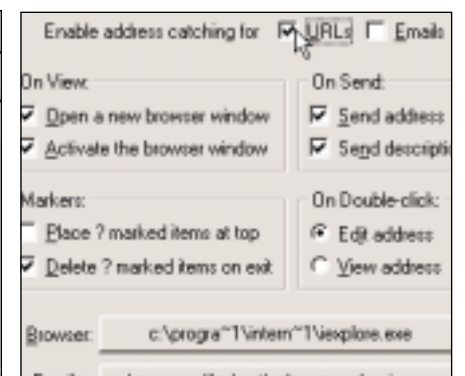 Enable address catching for URLs Emails
On View:
Open a new browser window
Activate the browser window
On Send:
Send address
Send descripti
Markers:
Place ? marked items at top
Delete ? marked items on exit
On Double-click:
Edit address
View address
Browser: c:\progra~1\intern~1\iexplore.exe